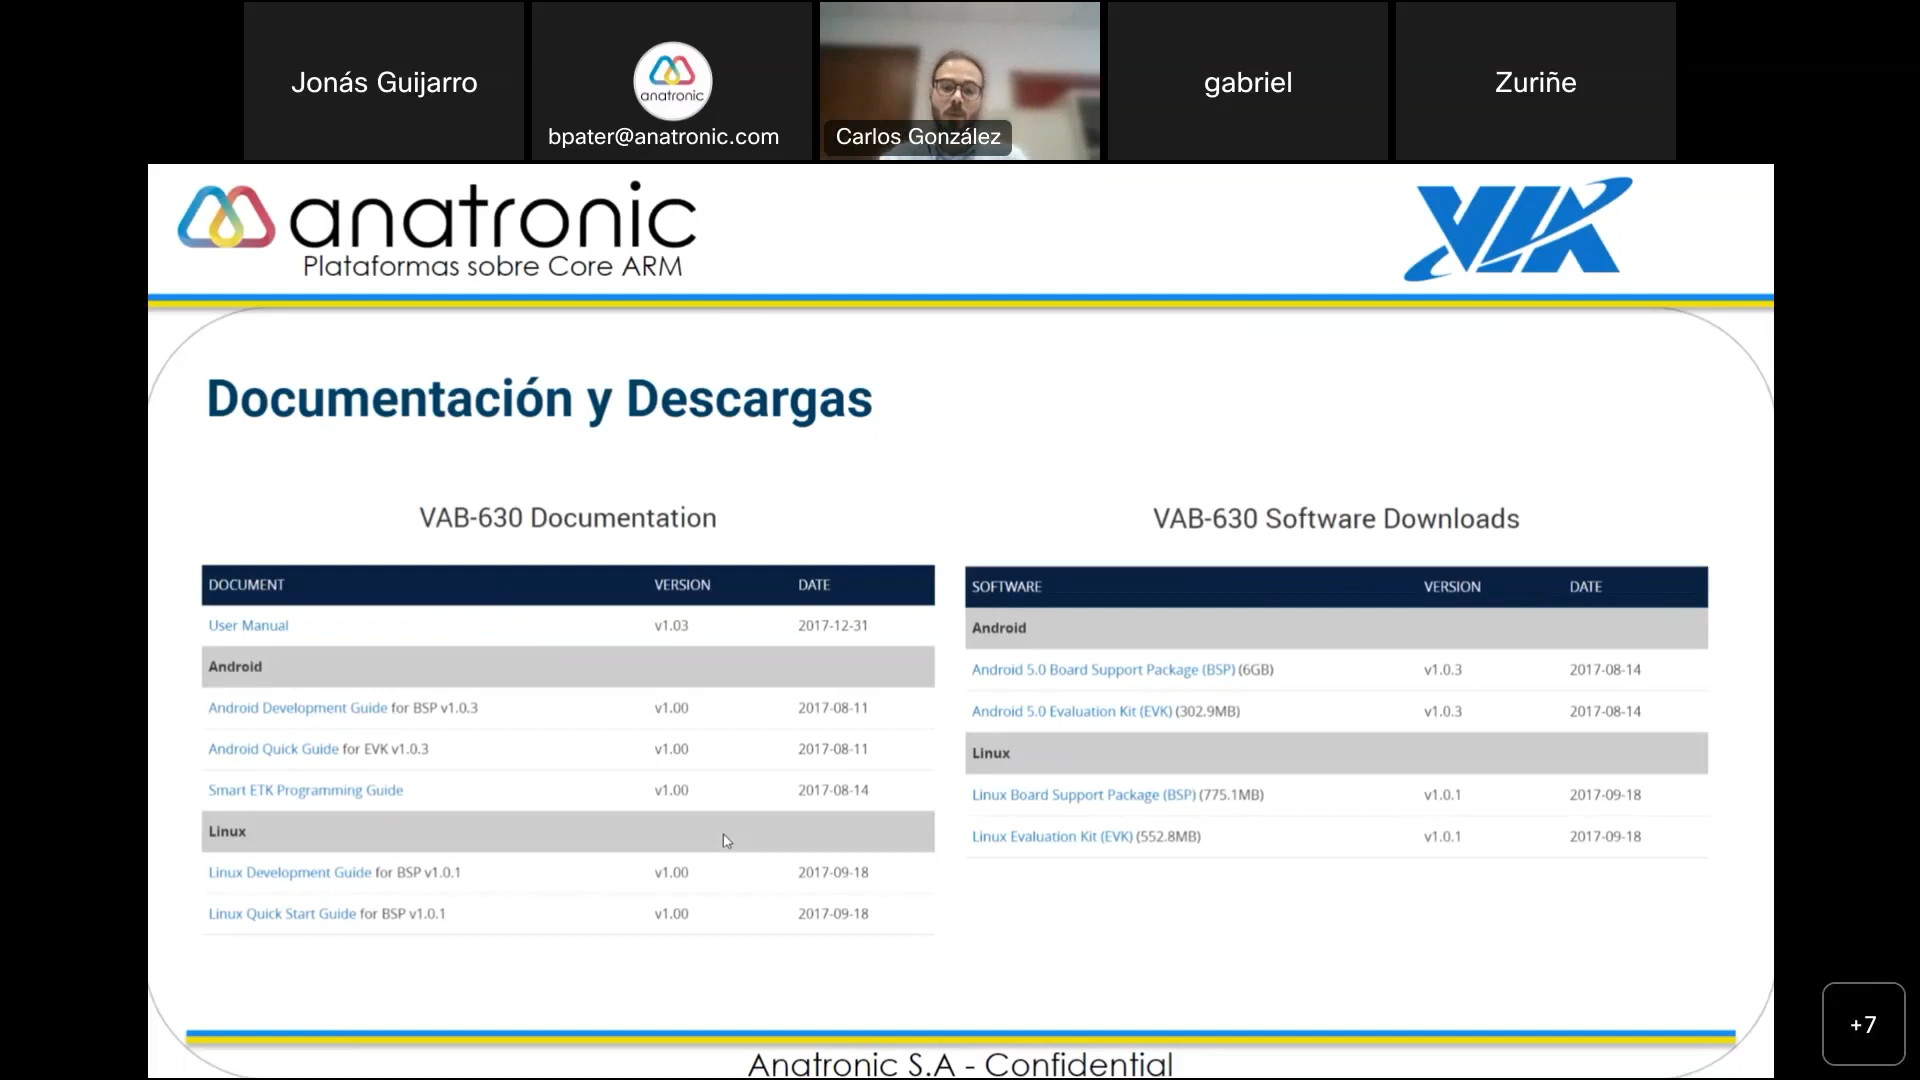 Jonás Guijarro
anatronic
bpater@anatronic.com
Carlos González
gabriel
Zuriñe
anatronic
Plataformas sobre Core ARM
VIA
Documentación y Descargas
VAB-630 Documentation
DOCUMENT VERSION DATE
User Manual v1.03 2017-12-31
Android
Android Development Guide for BSP v1.0.3 v1.00 2017-08-11
Android Quick Guide for EVK v1.0.3 v1.00 2017-08-11
Smart ETK Programming Guide v1.00 2017-08-14
Linux
Linux Development Guide for BSP v1.0.1 v1.00 2017-09-18
Linux Quick Start Guide for BSP v1.0.1 v1.00 2017-09-18
VAB-630 Software Downloads
SOFTWARE VERSION DATE
Android
Android 5.0 Board Support Package (BSP) (6GB) v1.0.3 2017-08-14
Android 5.0 Evaluation Kit (EVK) (302.9MB) v1.0.3 2017-08-14
Linux
Linux Board Support Package (BSP) (775.1MB) v1.0.1 2017-09-18
Linux Evaluation Kit (EVK) (552.8MB) v1.0.1 2017-09-18
Anatronic S.A - Confidential
+7